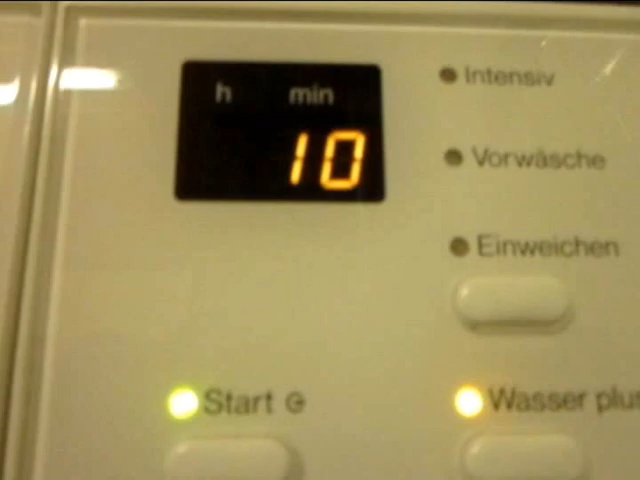 h min
10
Intensiv
Vorwäsche
Einweichen
Start
Wasser plus